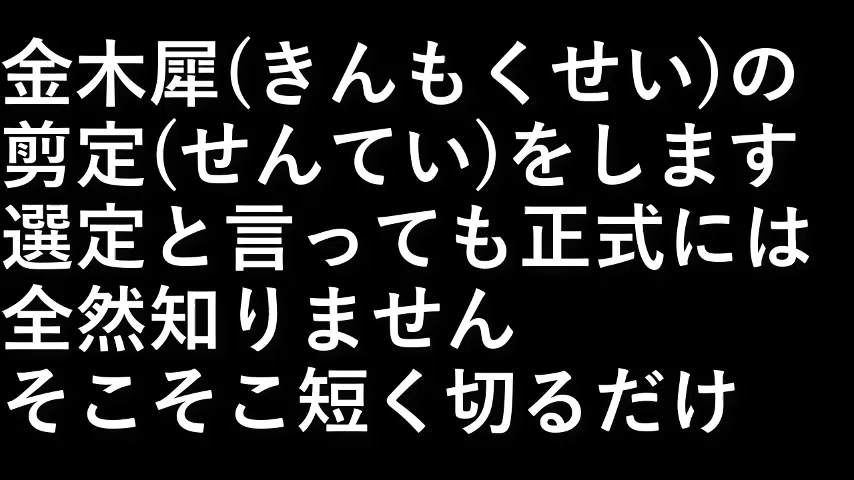 金木犀(きんもくせい)の
剪定(せんてい)をします
選定と言っても正式には
全然知りません
そこそこ短く切るだけ